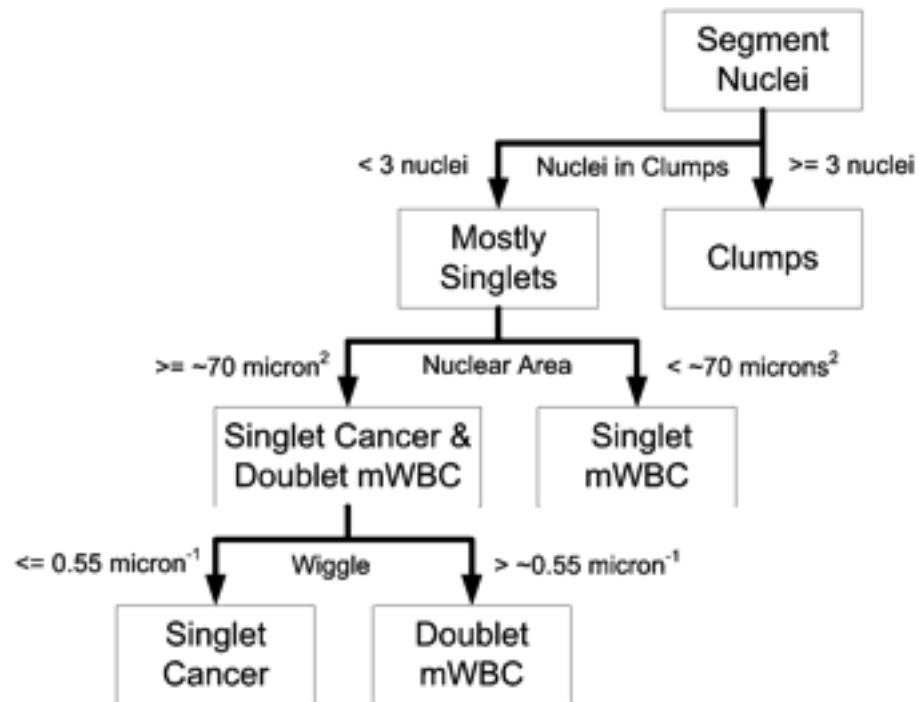 Segment
Nuclei
< 3 nuclei
Nuclei in Clumps
>= 3 nuclei
Mostly
Singlets
Clumps
>= ~70 micron²
Nuclear Area
< ~70 microns²
Singlet Cancer &
Doublet mWBC
Singlet
mWBC
<= 0.55 micron⁻¹
Wiggle
> ~0.55 micron⁻¹
Singlet
Cancer
Doublet
mWBC